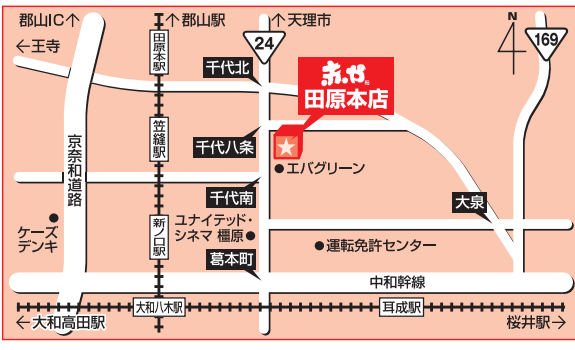 郡山IC↑
↑郡山駅
↑天理市
N
←王寺
田原本駅
24
169
千代北
赤や
田原本店
京奈和道路
笠縫駅
千代八条
エバグリーン
千代南
大泉
ケーズ
デンキ
新ノ口駅
ユナイテッド・
シネマ 橿原
運転免許センター
葛本町
中和幹線
大和八木駅
耳成駅
←大和高田駅
桜井駅→